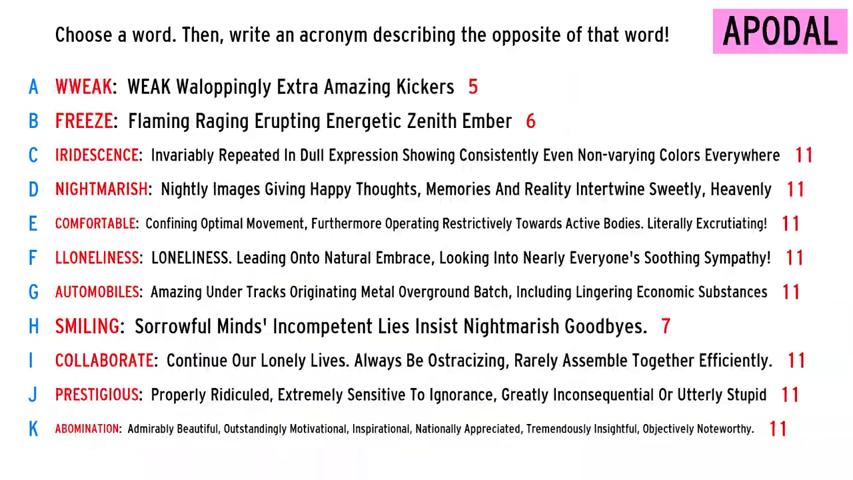 Choose a word. Then, write an acronym describing the opposite of that word!
APODAL
A WWEAK: WEAK Waloppingly Extra Amazing Kickers 5
B FREEZE: Flaming Raging Erupting Energetic Zenith Ember 6
C IRIDESCENCE: Invariably Repeated In Dull Expression Showing Consistently Even Non-varying Colors Everywhere 11
D NIGHTMARISH: Nightly Images Giving Happy Thoughts, Memories And Reality Intertwine Sweetly, Heavenly 11
E COMFORTABLE: Confining Optimal Movement, Furthermore Operating Restrictively Towards Active Bodies. Literally Excrutiating! 11
F LLONELINESS: LONELINESS. Leading Onto Natural Embrace, Looking Into Nearly Everyone's Soothing Sympathy! 11
G AUTOMOBILES: Amazing Under Tracks Originating Metal Overground Batch, Including Lingering Economic Substances 11
H SMILING: Sorrowful Minds' Incompetent Lies Insist Nightmarish Goodbyes. 7
I COLLABORATE: Continue Our Lonely Lives. Always Be Ostracizing, Rarely Assemble Together Efficiently. 11
J PRESTIGIOUS: Properly Ridiculed, Extremely Sensitive To Ignorance, Greatly Inconsequential Or Utterly Stupid 11
K ABOMINATION: Admirably Beautiful, Outstandingly Motivational, Inspirational, Nationally Appreciated, Tremendously Insightful, Objectively Noteworthy. 11